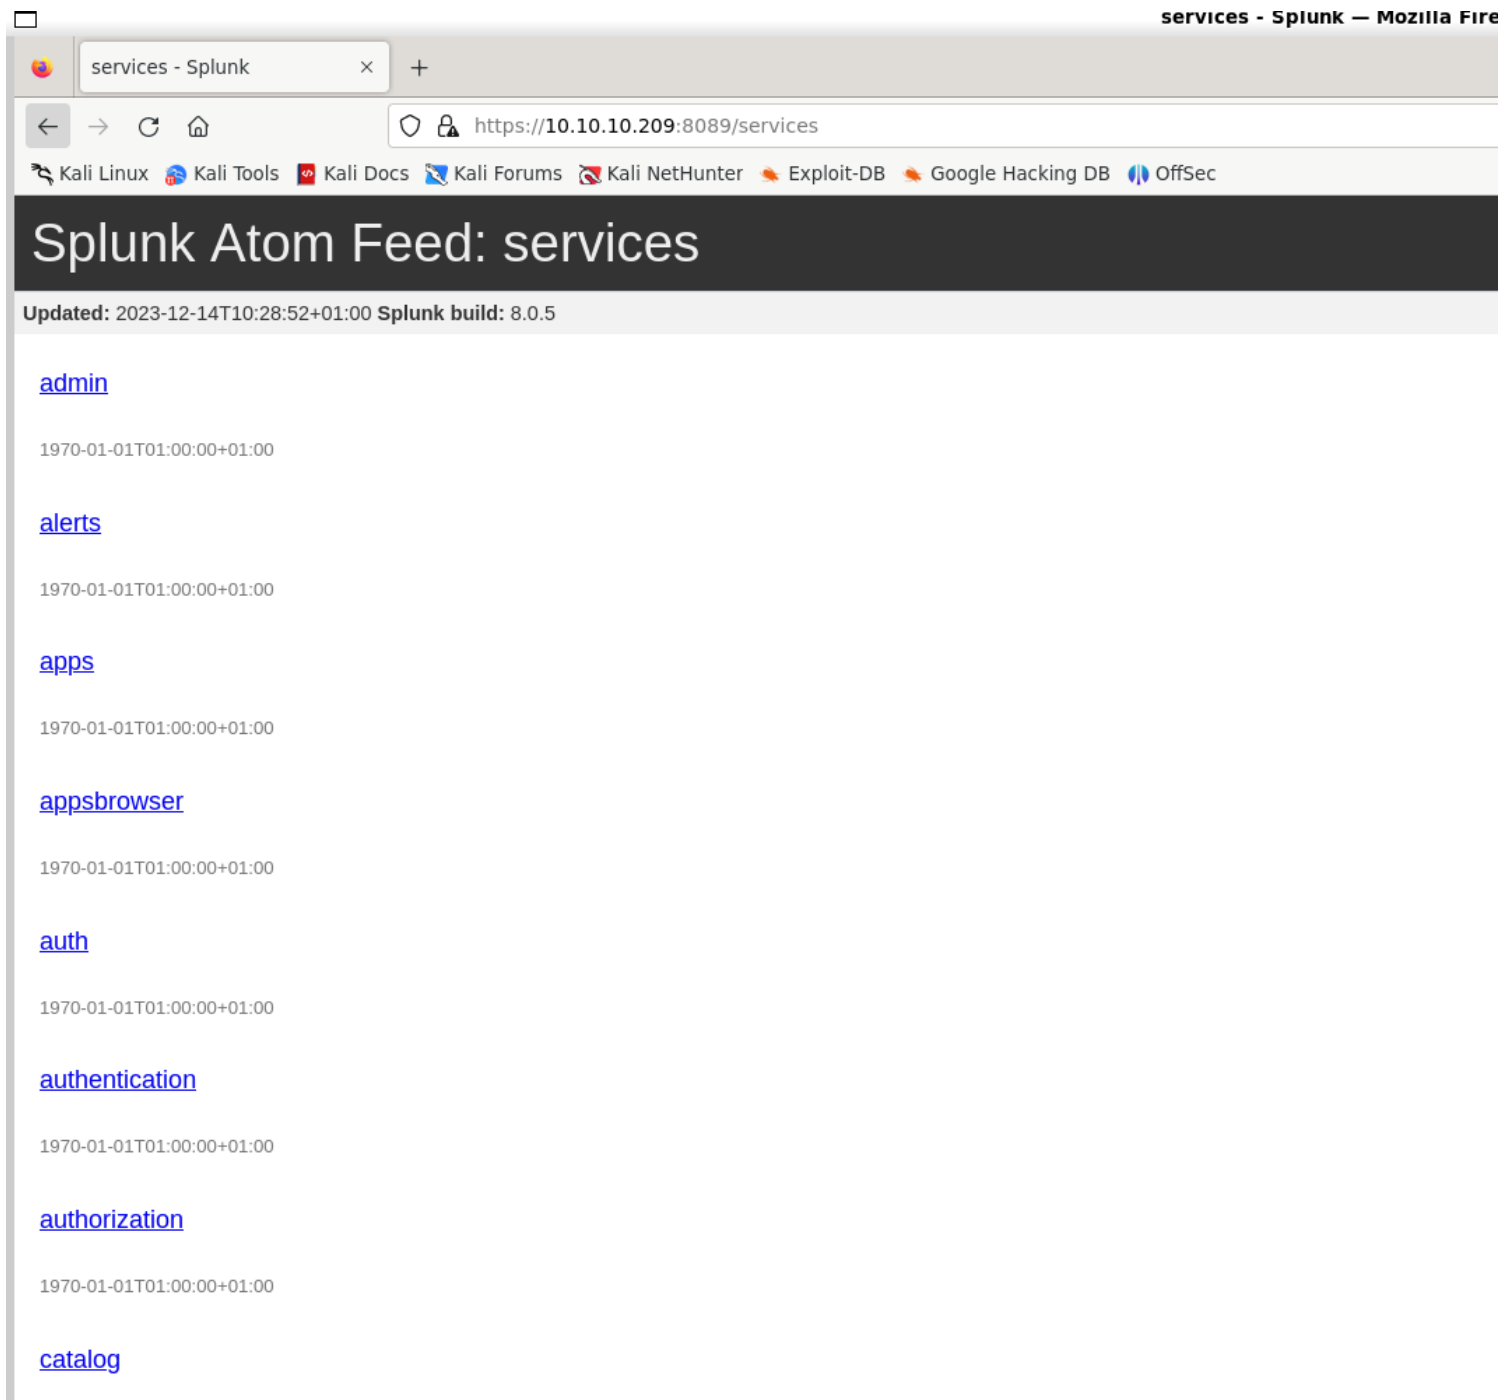 services - Splunk — Mozilla Fire
services - Splunk
https://10.10.10.209:8089/services
Kali Linux Kali Tools Kali Docs Kali Forums Kali NetHunter Exploit-DB Google Hacking DB OffSec
Splunk Atom Feed: services
Updated: 2023-12-14T10:28:52+01:00 Splunk build: 8.0.5
admin
1970-01-01T01:00:00+01:00
alerts
1970-01-01T01:00:00+01:00
apps
1970-01-01T01:00:00+01:00
appsbrowser
1970-01-01T01:00:00+01:00
auth
1970-01-01T01:00:00+01:00
authentication
1970-01-01T01:00:00+01:00
authorization
1970-01-01T01:00:00+01:00
catalog